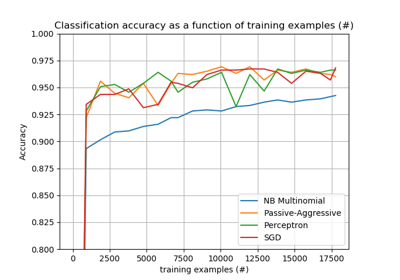 Classification accuracy as a function of training examples (#)
1.000
0.975
0.950
0.925
0.900
0.875
0.850
0.825
0.800
Accuracy
NB Multinomial
Passive-Aggressive
Perceptron
SGD
0 2500 5000 7500 10000 12500 15000 17500
training examples (#)